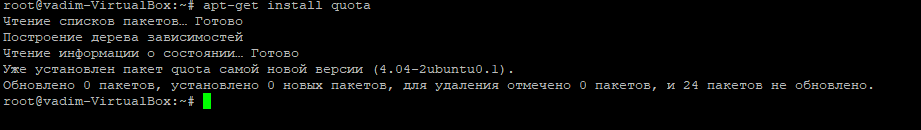 root@vadim-VirtualBox:~# apt-get install quota
Чтение списков пакетов… Готово
Построение дерева зависимостей
Чтение информации о состоянии… Готово
Уже установлен пакет quota самой новой версии (4.04-2ubuntu0.1).
Обновлено 0 пакетов, установлено 0 новых пакетов, для удаления отмечено 0 пакетов, и 24 пакетов не обновлено.
root@vadim-VirtualBox:~#